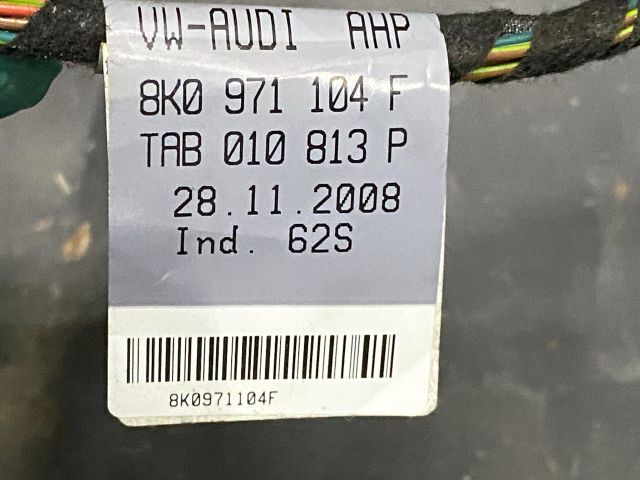 VW-AUDI AHP
8K0 971 104 F
TAB 010 813 P
28.11.2008
Ind. 62S
8K0971104F